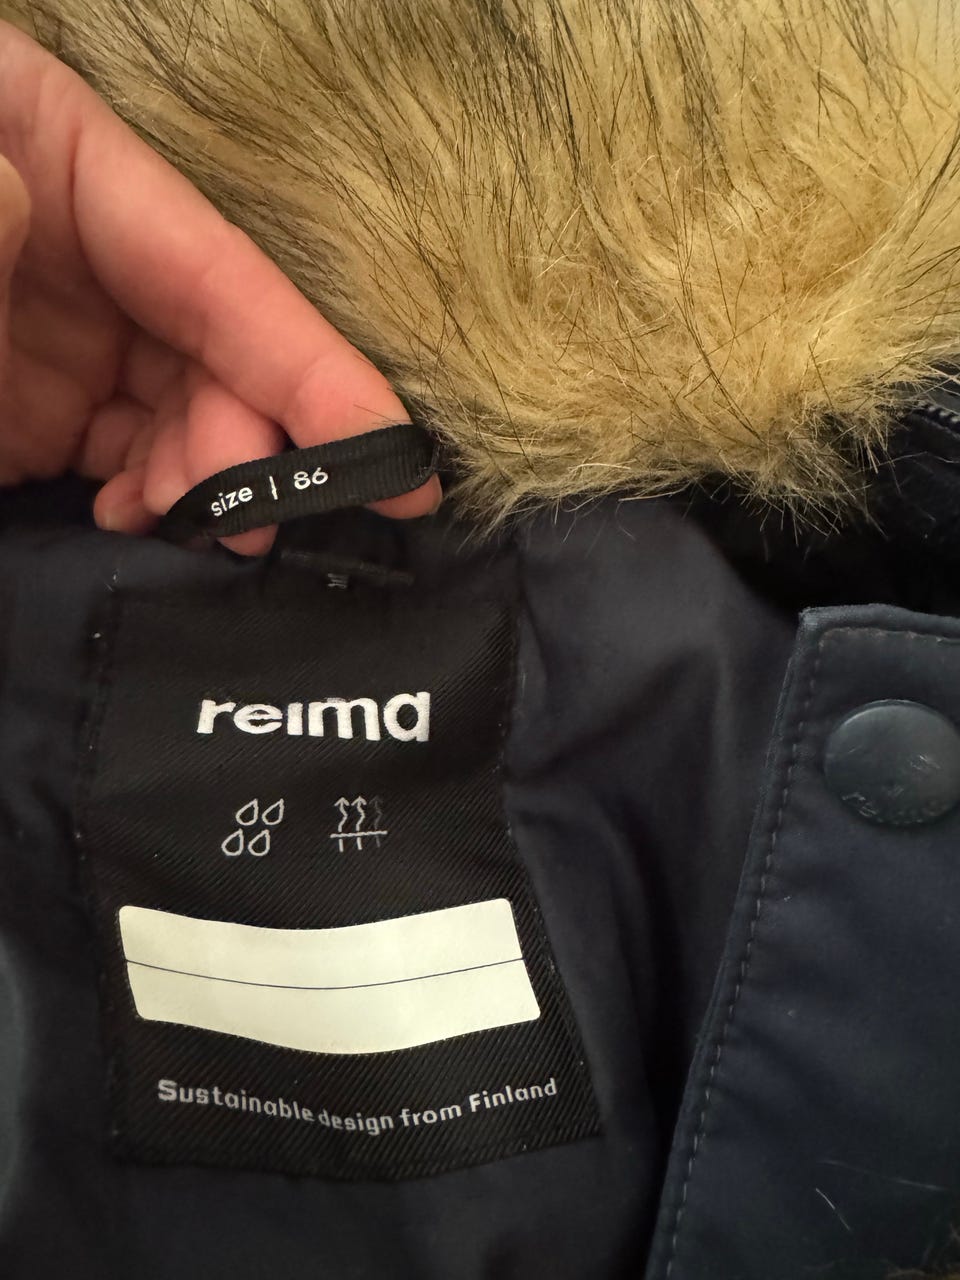 size | 86
reima
Sustainable design from Finland